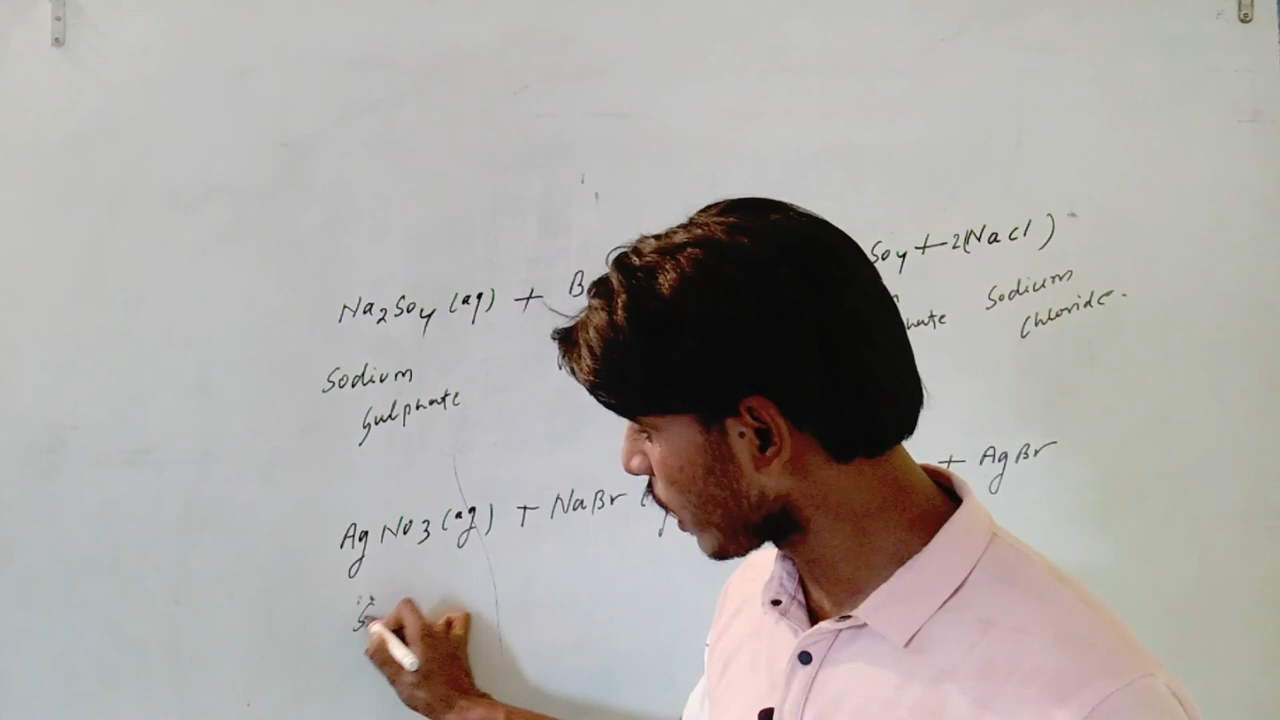 Na2SO4 (aq) + B SO4 + 2(NaCl)
Sodium Sulphate Sodium Chloride.
AgNO3 (aq) + NaBr ( + AgBr
S